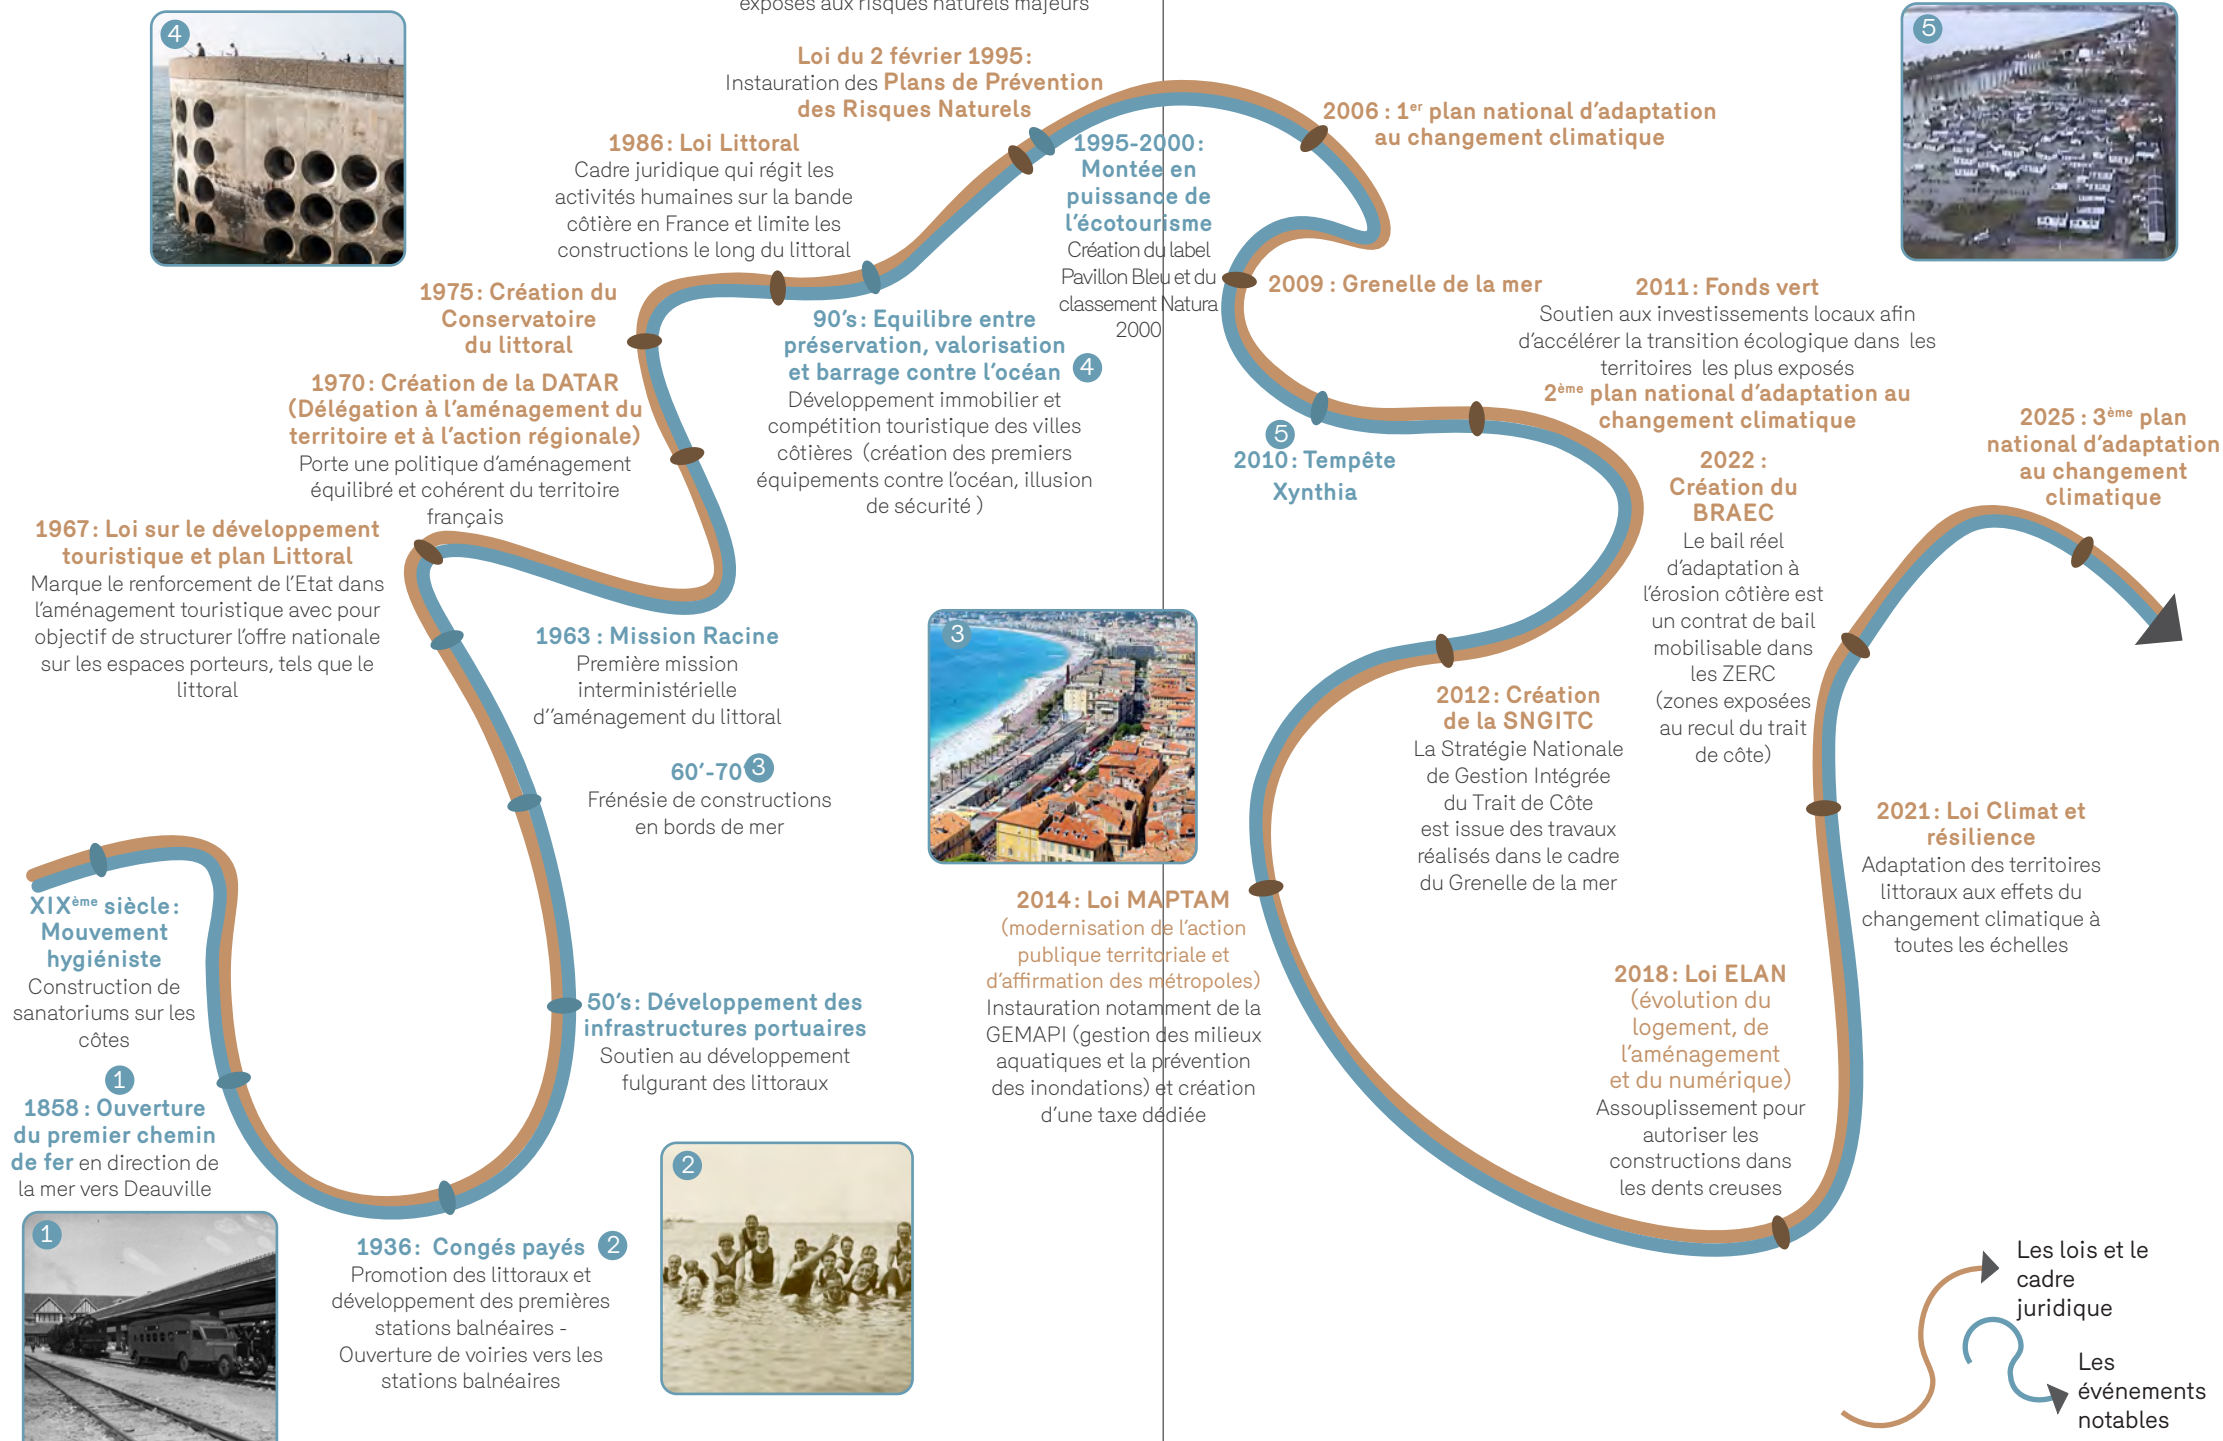 exposés aux risques naturels majeurs
4
5
Loi du 2 février 1995 :
Instauration des Plans de Prévention
des Risques Naturels
2006 : 1er plan national d'adaptation
au changement climatique
1986 : Loi Littoral
Cadre juridique qui régit les
activités humaines sur la bande
côtière en France et limite les
constructions le long du littoral
1995-2000 :
Montée en
puissance de
l'écotourisme
Création du label
Pavillon Bleu et du
classement Natura
2000
1975 : Création du
Conservatoire
du littoral
2009 : Grenelle de la mer
2011 : Fonds vert
Soutien aux investissements locaux afin
d'accélérer la transition écologique dans les
territoires les plus exposés
2ème plan national d'adaptation au
changement climatique
90's : Equilibre entre
préservation, valorisation
et barrage contre l'océan 4
Développement immobilier et
compétition touristique des villes
côtières (création des premiers
équipements contre l'océan, illusion
de sécurité )
1970 : Création de la DATAR
(Délégation à l'aménagement du
territoire et à l'action régionale)
Porte une politique d'aménagement
équilibré et cohérent du territoire
français
5
2010 : Tempête
Xynthia
2022 :
Création du
BRAEC
Le bail réel
d'adaptation à
l'érosion côtière est
un contrat de bail
mobilisable dans
les ZERC
(zones exposées
au recul du trait
de côte)
2025 : 3ème plan
national d'adaptation
au changement
climatique
1967 : Loi sur le développement
touristique et plan Littoral
Marque le renforcement de l'Etat dans
l'aménagement touristique avec pour
objectif de structurer l'offre nationale
sur les espaces porteurs, tels que le
littoral
1963 : Mission Racine
Première mission
interministérielle
d''aménagement du littoral
3
60'-70' 3
Frénésie de constructions
en bords de mer
2012 : Création
de la SNGITC
La Stratégie Nationale
de Gestion Intégrée
du Trait de Côte
est issue des travaux
réalisés dans le cadre
du Grenelle de la mer
2021 : Loi Climat et
résilience
Adaptation des territoires
littoraux aux effets du
changement climatique à
toutes les échelles
XIXème siècle :
Mouvement
hygiéniste
Construction de
sanatoriums sur les
côtes
2014 : Loi MAPTAM
(modernisation de l'action
publique territoriale et
d'affirmation des métropoles)
Instauration notamment de la
GEMAPI (gestion des milieux
aquatiques et la prévention
des inondations) et création
d'une taxe dédiée
50's : Développement des
infrastructures portuaires
Soutien au développement
fulgurant des littoraux
2018 : Loi ELAN
(évolution du
logement, de
l'aménagement
et du numérique)
Assouplissement pour
autoriser les
constructions dans
les dents creuses
1
1858 : Ouverture
du premier chemin
de fer en direction de
la mer vers Deauville
1
1936 : Congés payés 2
Promotion des littoraux et
développement des premières
stations balnéaires -
Ouverture de voiries vers les
stations balnéaires
2
Les lois et le
cadre
juridique
Les
événements
notables